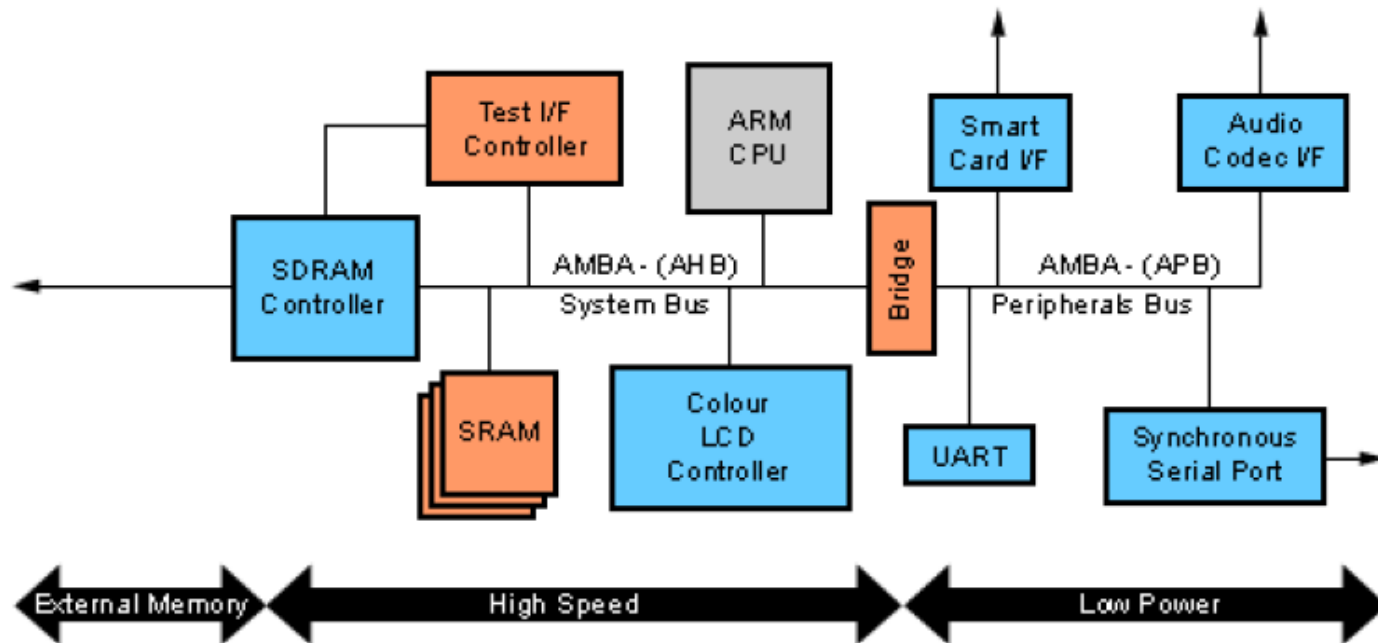 Test I/F
Controller
ARM
CPU
Smart
Card I/F
Audio
Codec I/F
SDRAM
Controller
AMBA - (AHB)
System Bus
Bridge
AMBA - (APB)
Peripherals Bus
SRAM
Colour
LCD
Controller
UART
Synchronous
Serial Port
External Memory
High Speed
Low Power